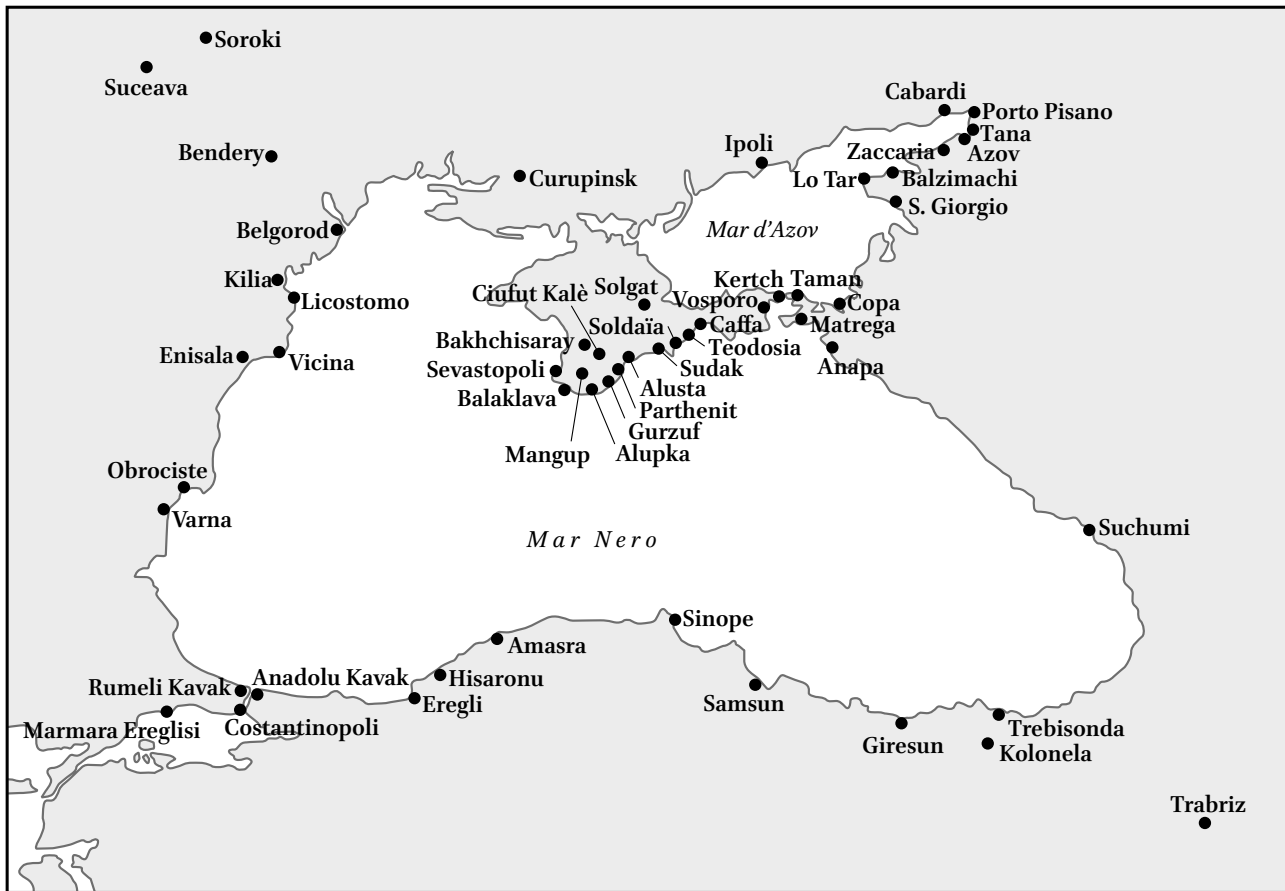 Soroki
Suceava
Cabardi
Porto Pisano
Tana
Ipoli
Zaccaria
Azov
Bendery
Curupinsk
Lo Tar
Balzimachi
S. Giorgio
Belgorod
Mar d'Azov
Kilia
Licostomo
Ciufut Kalè
Solgat
Kertch
Taman
Vosporo
Copa
Soldaïa
Caffa
Matrega
Bakhchisaray
Teodosia
Enisala
Vicina
Sevastopoli
Sudak
Anapa
Balaklava
Alusta
Parthenit
Gurzuf
Mangup
Alupka
Obrociste
Varna
Mar Nero
Suchumi
Sinope
Amasra
Rumeli Kavak
Anadolu Kavak
Hisaronu
Eregli
Samsun
Marmara Ereglisi
Costantinopoli
Trebisonda
Giresun
Kolonela
Trabriz